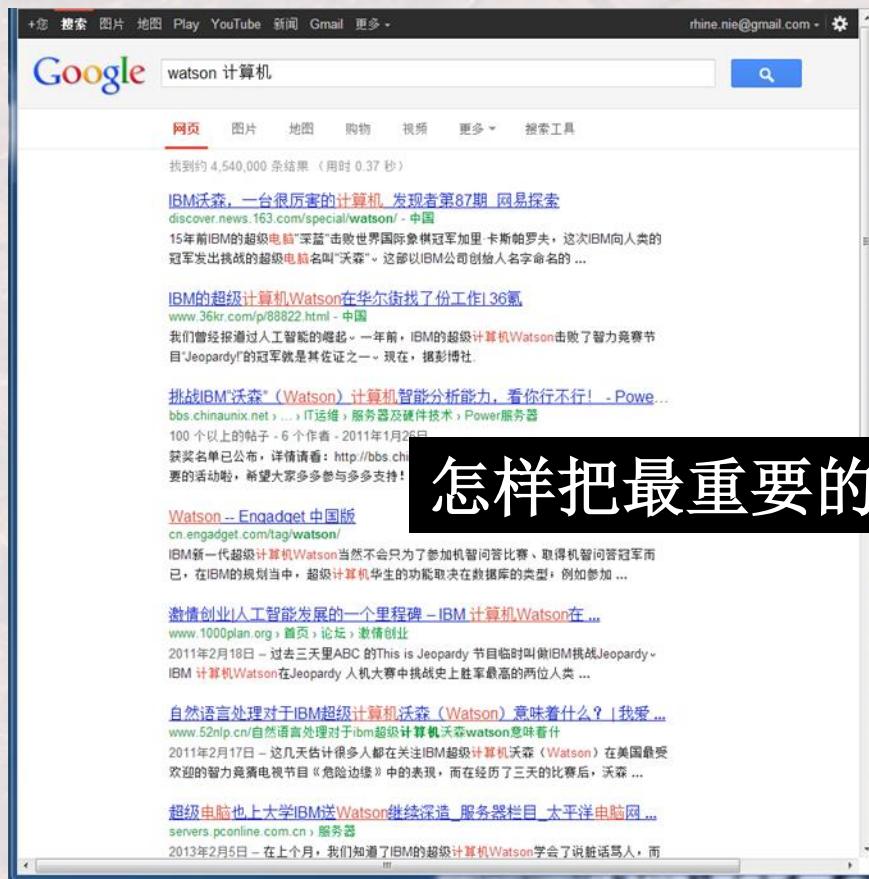 +您 搜索 图片 地图 Play YouTube 新闻 Gmail 更多
rhine.nie@gmail.com
Google
watson 计算机
网页 图片 地图 购物 视频 更多 搜索工具
找到约 4,540,000 条结果 （用时 0.37 秒）
IBM沃森，一台很厉害的计算机_发现者第87期_网易探索
discover.news.163.com/special/watson/ - 中国
15年前IBM的超级电脑"深蓝"击败世界国际象棋冠军加里·卡斯帕罗夫，这次IBM向人类的
冠军发出挑战的超级电脑名叫"沃森"。这部以IBM公司创始人名字命名的 ...
IBM的超级计算机Watson在华尔街找了份工作| 36氪
www.36kr.com/p/88822.html - 中国
我们曾经报道过人工智能的崛起。一年前，IBM的超级计算机Watson击败了智力竞赛节
目"Jeopardy!"的冠军就是其佐证之一。现在，据彭博社.
挑战IBM"沃森"（Watson）计算机智能分析能力，看你行不行！ - Powe...
bbs.chinaunix.net › ... › IT运维 › 服务器及硬件技术 › Power服务器
100 个以上的帖子 - 6 个作者 - 2011年1月26日
获奖名单已公布，详情请看：http://bbs.chi
要的活动啦，希望大家多多参与多多支持！
怎样把最重要的
Watson -- Engadget 中国版
cn.engadget.com/tag/watson/
IBM新一代超级计算机Watson当然不会只为了参加机智问答比赛、取得机智问答冠军而
已，在IBM的规划当中，超级计算机华生的功能取决在数据库的类型，例如参加 ...
激情创业|人工智能发展的一个里程碑 – IBM 计算机Watson在 ...
www.1000plan.org › 首页 › 论坛 › 激情创业
2011年2月18日 – 过去三天里ABC 的This is Jeopardy 节目临时叫做IBM挑战Jeopardy。
IBM 计算机Watson在Jeopardy 人机大赛中挑战史上胜率最高的两位人类 ...
自然语言处理对于IBM超级计算机沃森（Watson）意味着什么？ | 我爱 ...
www.52nlp.cn/自然语言处理对于ibm超级计算机沃森watson意味着什
2011年2月17日 – 这几天估计很多人都在关注IBM超级计算机沃森（Watson）在美国最受
欢迎的智力竞猜电视节目《危险边缘》中的表现，而在经历了三天的比赛后，沃森 ...
超级电脑也上大学IBM送Watson继续深造_服务器栏目_太平洋电脑网 ...
servers.pconline.com.cn › 服务器
2013年2月5日 – 在上个月，我们知道了IBM的超级计算机Watson学会了说脏话骂人，而